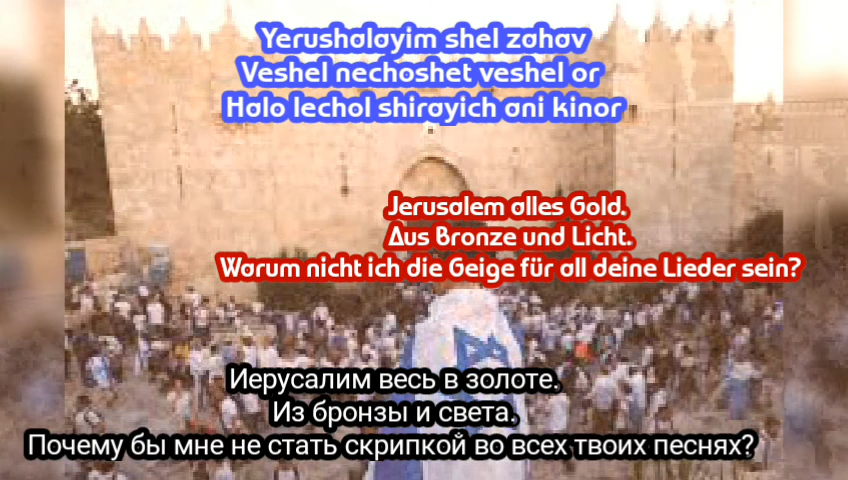 Yerushalayim shel zahav
Veshel nechoshet veshel or
Halo lechol shirayich ani kinor
Jerusalem alles Gold.
Aus Bronze und Licht.
Warum nicht ich die Geige für all deine Lieder sein?
Иерусалим весь в золоте.
Из бронзы и света.
Почему бы мне не стать скрипкой во всех твоих песнях?